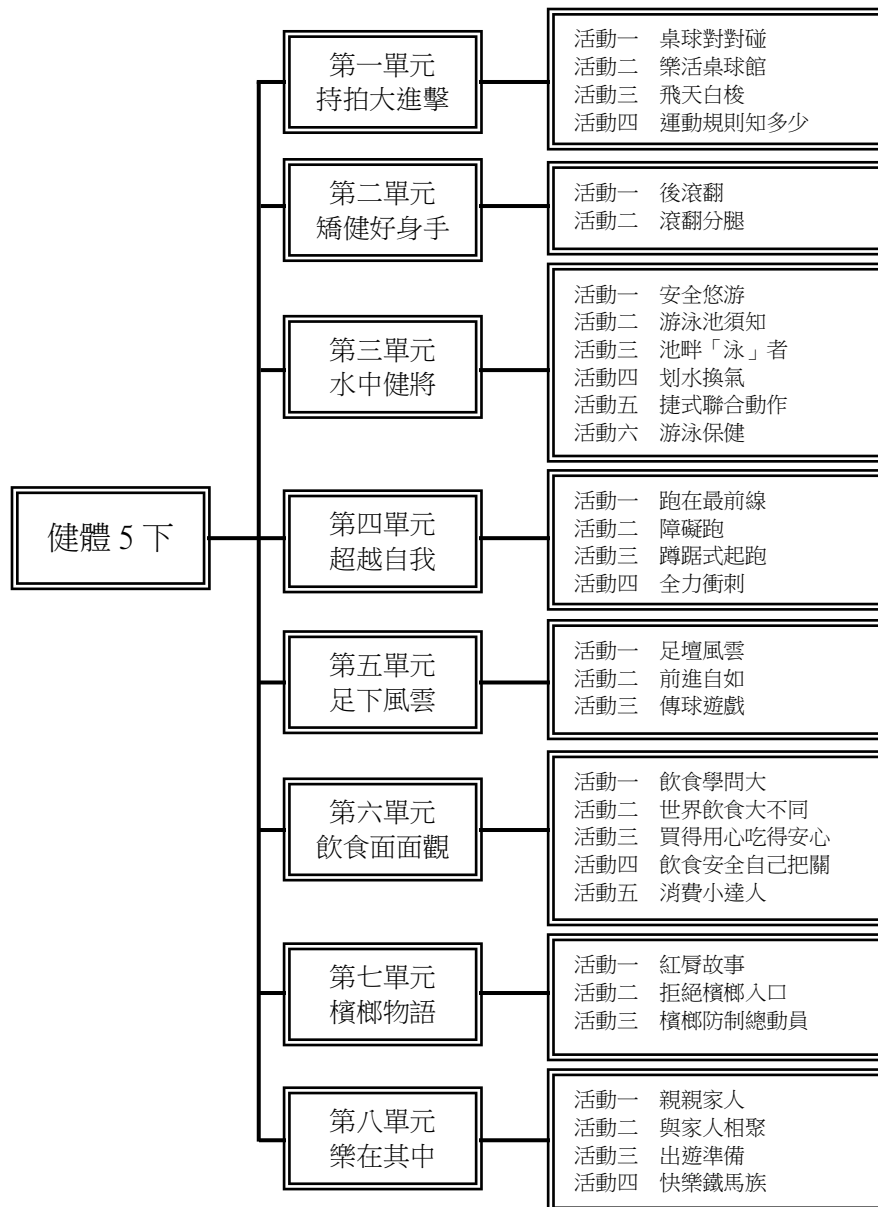 健體 5 下
第一單元
持拍大進擊
活動一　桌球對對碰
活動二　樂活桌球館
活動三　飛天白梭
活動四　運動規則知多少
第二單元
矯健好身手
活動一　後滾翻
活動二　滾翻分腿
第三單元
水中健將
活動一　安全悠游
活動二　游泳池須知
活動三　池畔「泳」者
活動四　划水換氣
活動五　捷式聯合動作
活動六　游泳保健
第四單元
超越自我
活動一　跑在最前線
活動二　障礙跑
活動三　蹲踞式起跑
活動四　全力衝刺
第五單元
足下風雲
活動一　足壇風雲
活動二　前進自如
活動三　傳球遊戲
第六單元
飲食面面觀
活動一　飲食學問大
活動二　世界飲食大不同
活動三　買得用心吃得安心
活動四　飲食安全自己把關
活動五　消費小達人
第七單元
檳榔物語
活動一　紅脣故事
活動二　拒絕檳榔入口
活動三　檳榔防制總動員
第八單元
樂在其中
活動一　親親家人
活動二　與家人相聚
活動三　出遊準備
活動四　快樂鐵馬族